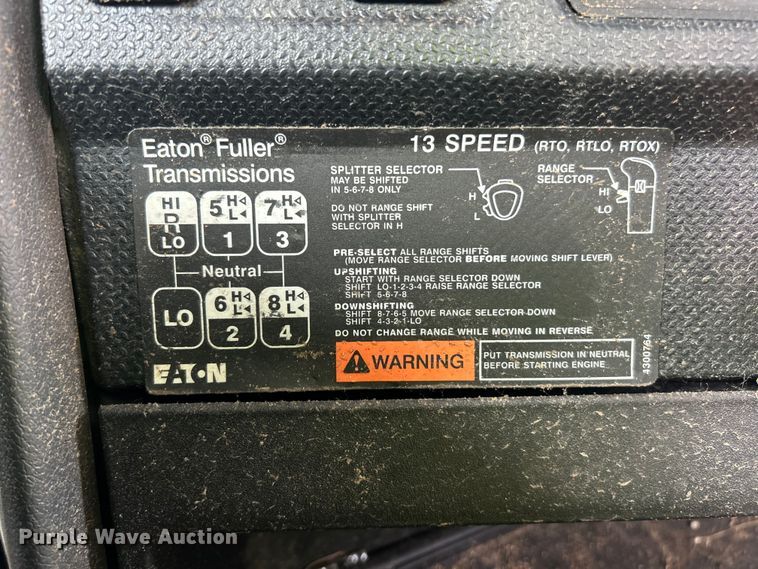 Eaton® Fuller®
Transmissions
13 SPEED (RTO, RTLO, RTOX)
HI
R
LO
5 H
L
1
7 H
L
3
Neutral
LO
6 H
L
2
8 H
L
4
EATON
SPLITTER SELECTOR
MAY BE SHIFTED
IN 5-6-7-8 ONLY
H
L
DO NOT RANGE SHIFT
WITH SPLITTER
SELECTOR IN H
RANGE
SELECTOR
HI
LO
PRE-SELECT ALL RANGE SHIFTS
(MOVE RANGE SELECTOR BEFORE MOVING SHIFT LEVER)
UPSHIFTING
START WITH RANGE SELECTOR DOWN
SHIFT LO-1-2-3-4 RAISE RANGE SELECTOR
SHIFT 5-6-7-8
DOWNSHIFTING
SHIFT 8-7-6-5 MOVE RANGE SELECTOR DOWN
SHIFT 4-3-2-1-LO
DO NOT CHANGE RANGE WHILE MOVING IN REVERSE
WARNING
PUT TRANSMISSION IN NEUTRAL
BEFORE STARTING ENGINE
4300764
Purple Wave Auction